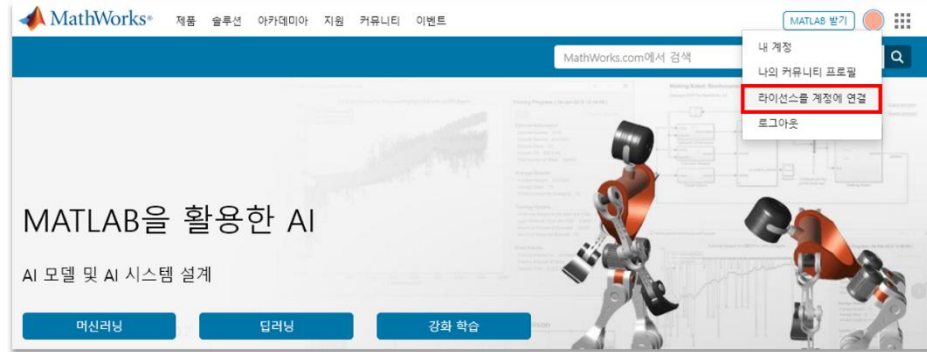 MathWorks®
제품 솔루션 아카데미아 지원 커뮤니티 이벤트
MATLAB 받기
MathWorks.com에서 검색
내 계정
나의 커뮤니티 프로필
라이선스를 계정에 연결
로그아웃
MATLAB을 활용한 AI
AI 모델 및 AI 시스템 설계
머신러닝 딥러닝 강화 학습